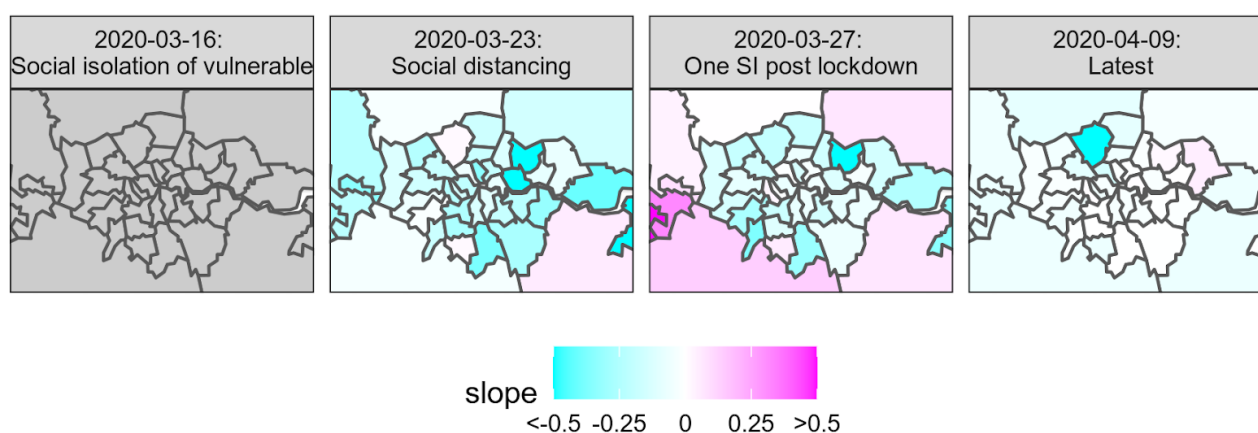 2020-03-16:
Social isolation of vulnerable
2020-03-23:
Social distancing
2020-03-27:
One SI post lockdown
2020-04-09:
Latest
slope
<-0.5 -0.25 0 0.25 >0.5